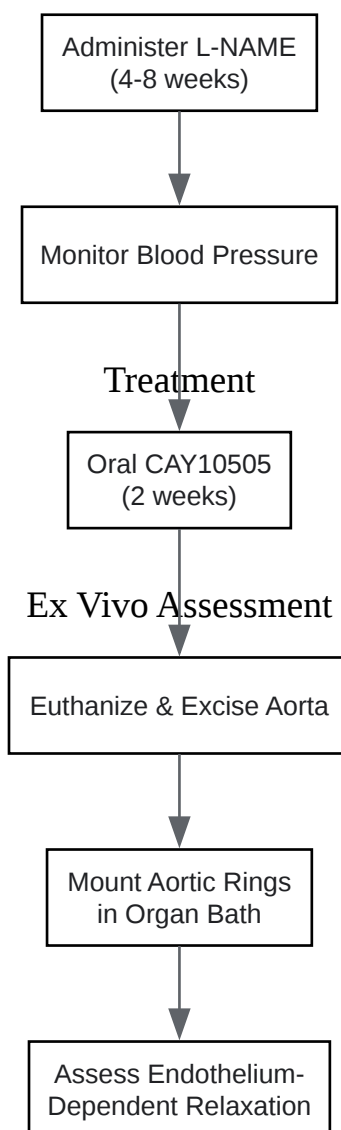 Administer L-NAME
(4-8 weeks)
Monitor Blood Pressure
Treatment
Oral CAY10505
(2 weeks)
Ex Vivo Assessment
Euthanize & Excise Aorta
Mount Aortic Rings
in Organ Bath
Assess Endothelium-
Dependent Relaxation